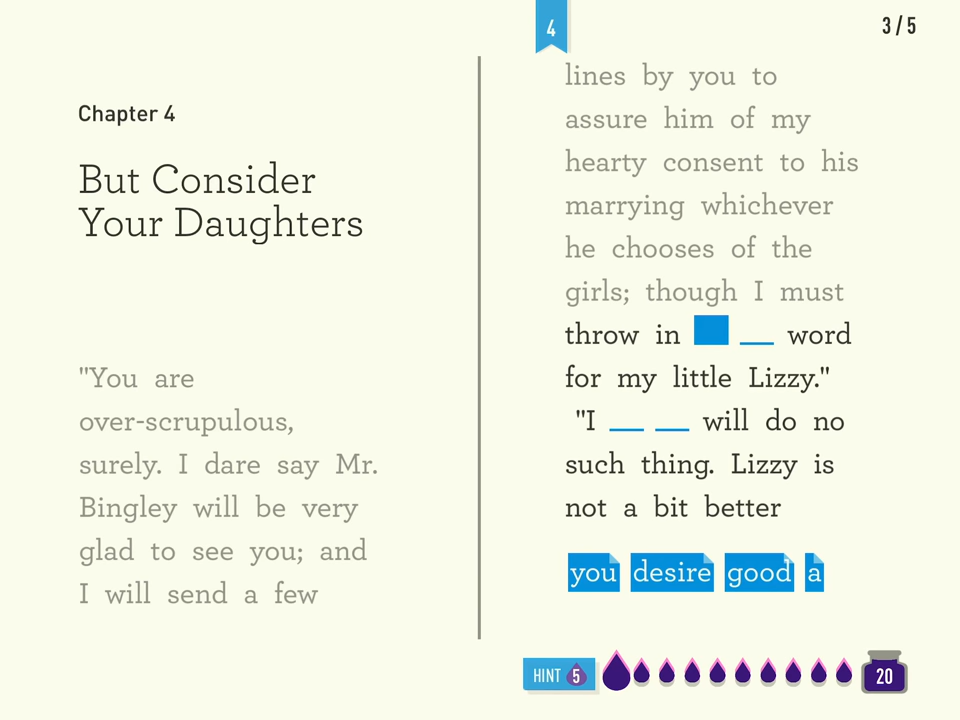 4
3 / 5
Chapter 4
But Consider
Your Daughters
"You are
over-scrupulous,
surely. I dare say Mr.
Bingley will be very
glad to see you; and
I will send a few
lines by you to
assure him of my
hearty consent to his
marrying whichever
he chooses of the
girls; though I must
throw in word
for my little Lizzy."
"I will do no
such thing. Lizzy is
not a bit better
you desire good a
HINT 5
20